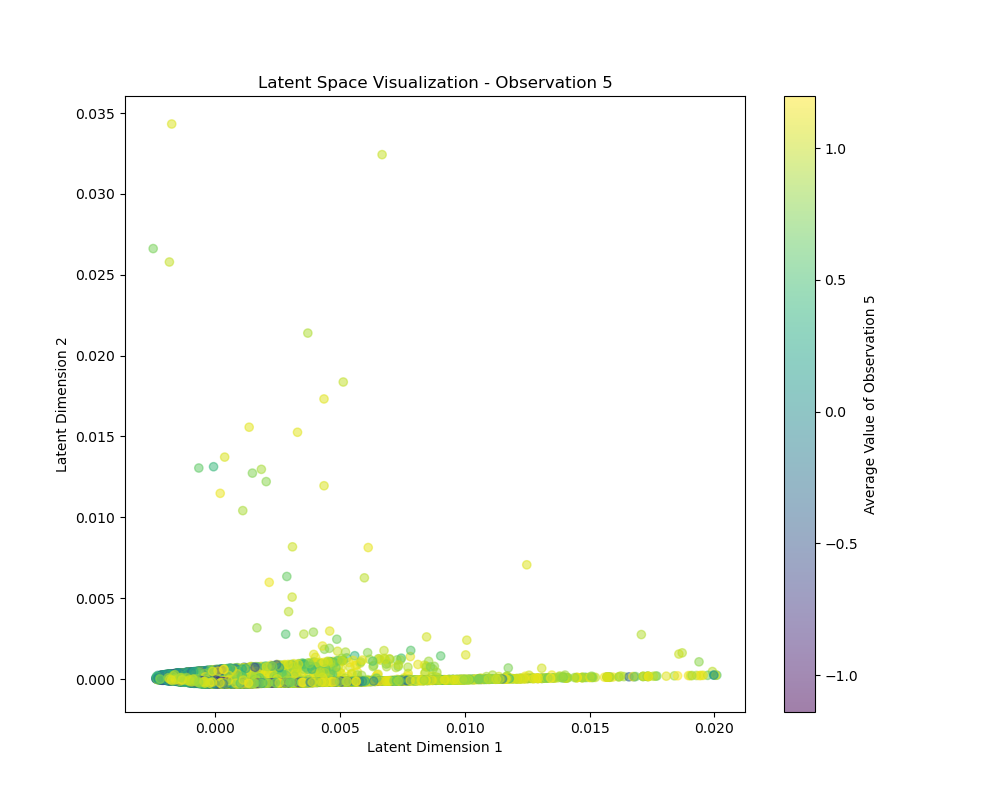 Latent Space Visualization - Observation 5
0.035
0.030
0.025
0.020
0.015
0.010
0.005
0.000
Latent Dimension 2
0.000 0.005 0.010 0.015 0.020
Latent Dimension 1
1.0
0.5
0.0
−0.5
−1.0
Average Value of Observation 5